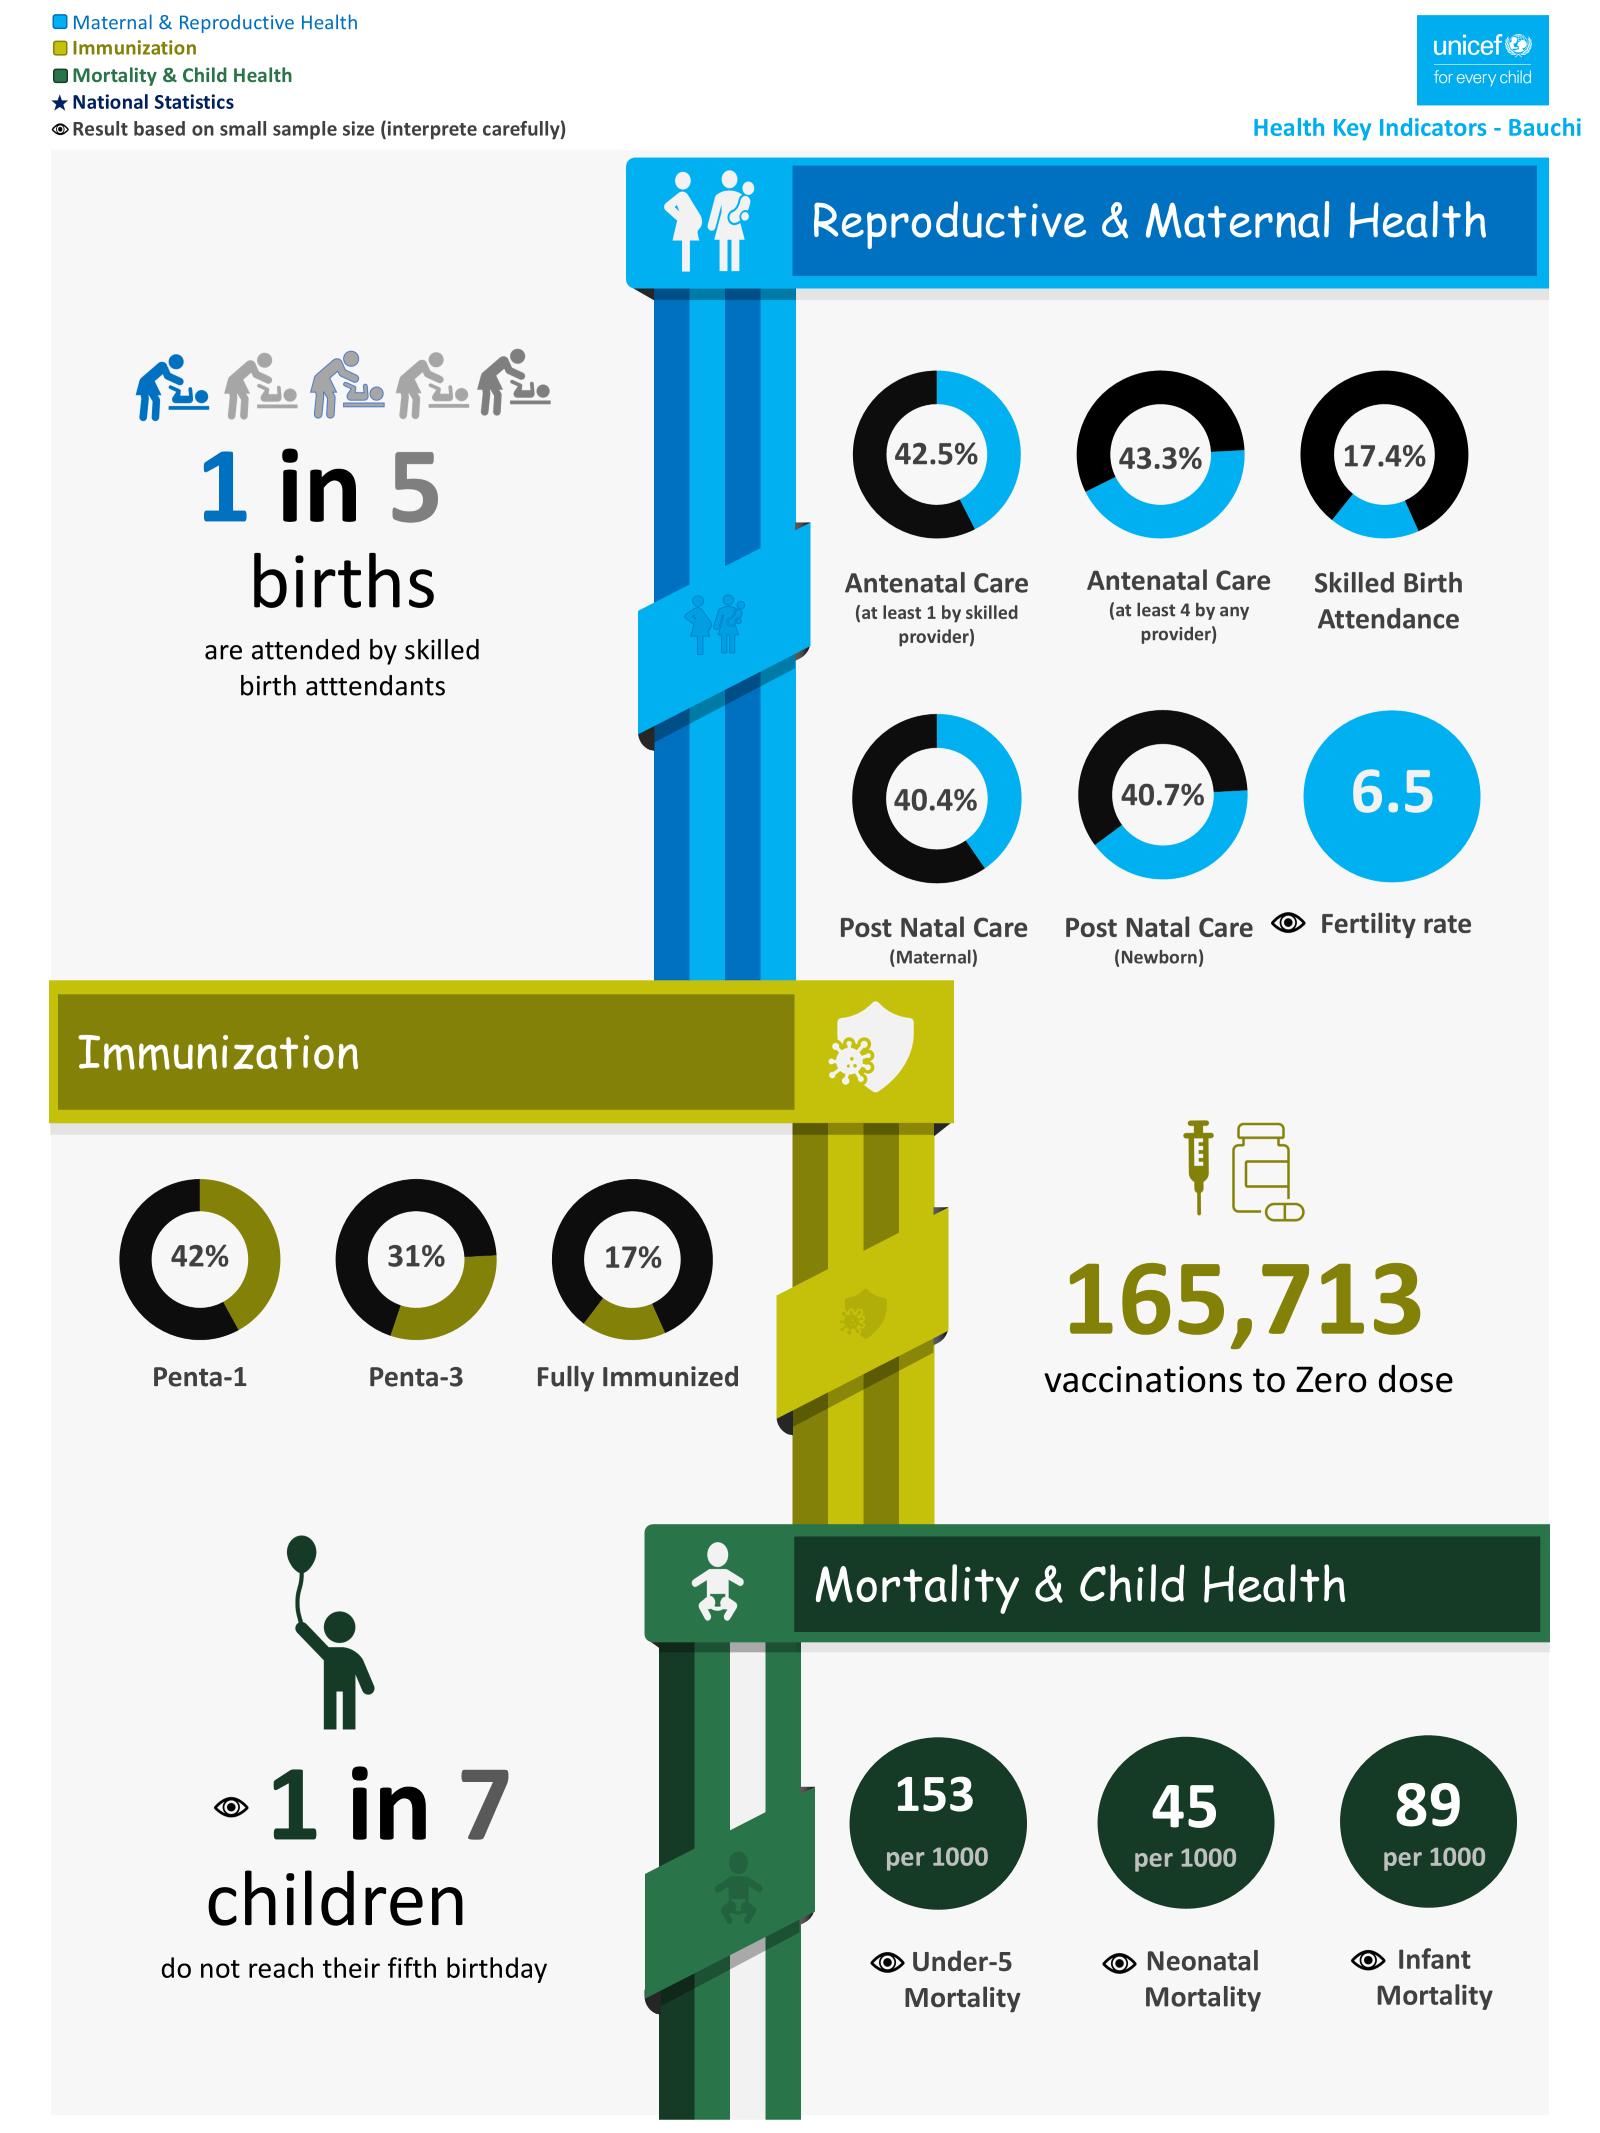 Maternal & Reproductive Health
Immunization
Mortality & Child Health
National Statistics
Result based on small sample size (interprete carefully)
unicef
for every child
Health Key Indicators - Bauchi
Reproductive & Maternal Health
1 in 5
births
are attended by skilled
birth atttendants
42.5%
43.3%
17.4%
Antenatal Care
(at least 1 by skilled
provider)
Antenatal Care
(at least 4 by any
provider)
Skilled Birth
Attendance
40.4%
40.7%
6.5
Post Natal Care
(Maternal)
Post Natal Care
(Newborn)
Fertility rate
Immunization
42%
31%
17%
Penta-1
Penta-3
Fully Immunized
165,713
vaccinations to Zero dose
Mortality & Child Health
1 in 7
children
do not reach their fifth birthday
153
per 1000
45
per 1000
89
per 1000
Under-5
Mortality
Neonatal
Mortality
Infant
Mortality